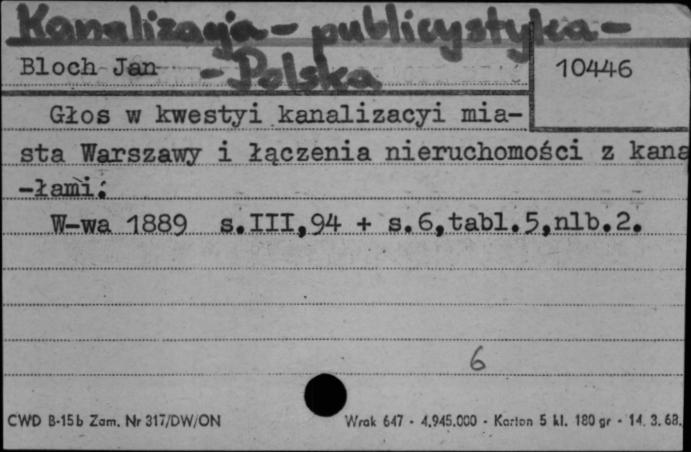 Kanalizacja - publicystyka -
- Polska
Bloch Jan
10446
Głos w kwestyi kanalizacyi mia-
sta Warszawy i łączenia nieruchomości z kana
-łami:
W-wa 1889 s.III,94 + s.6,tabl.5,nlb.2.
6
CWD B-15b Zam. Nr 317/DW/ON
Wrak 647 - 4.945.000 - Karton 5 kl. 180 gr - 14. 3. 68.